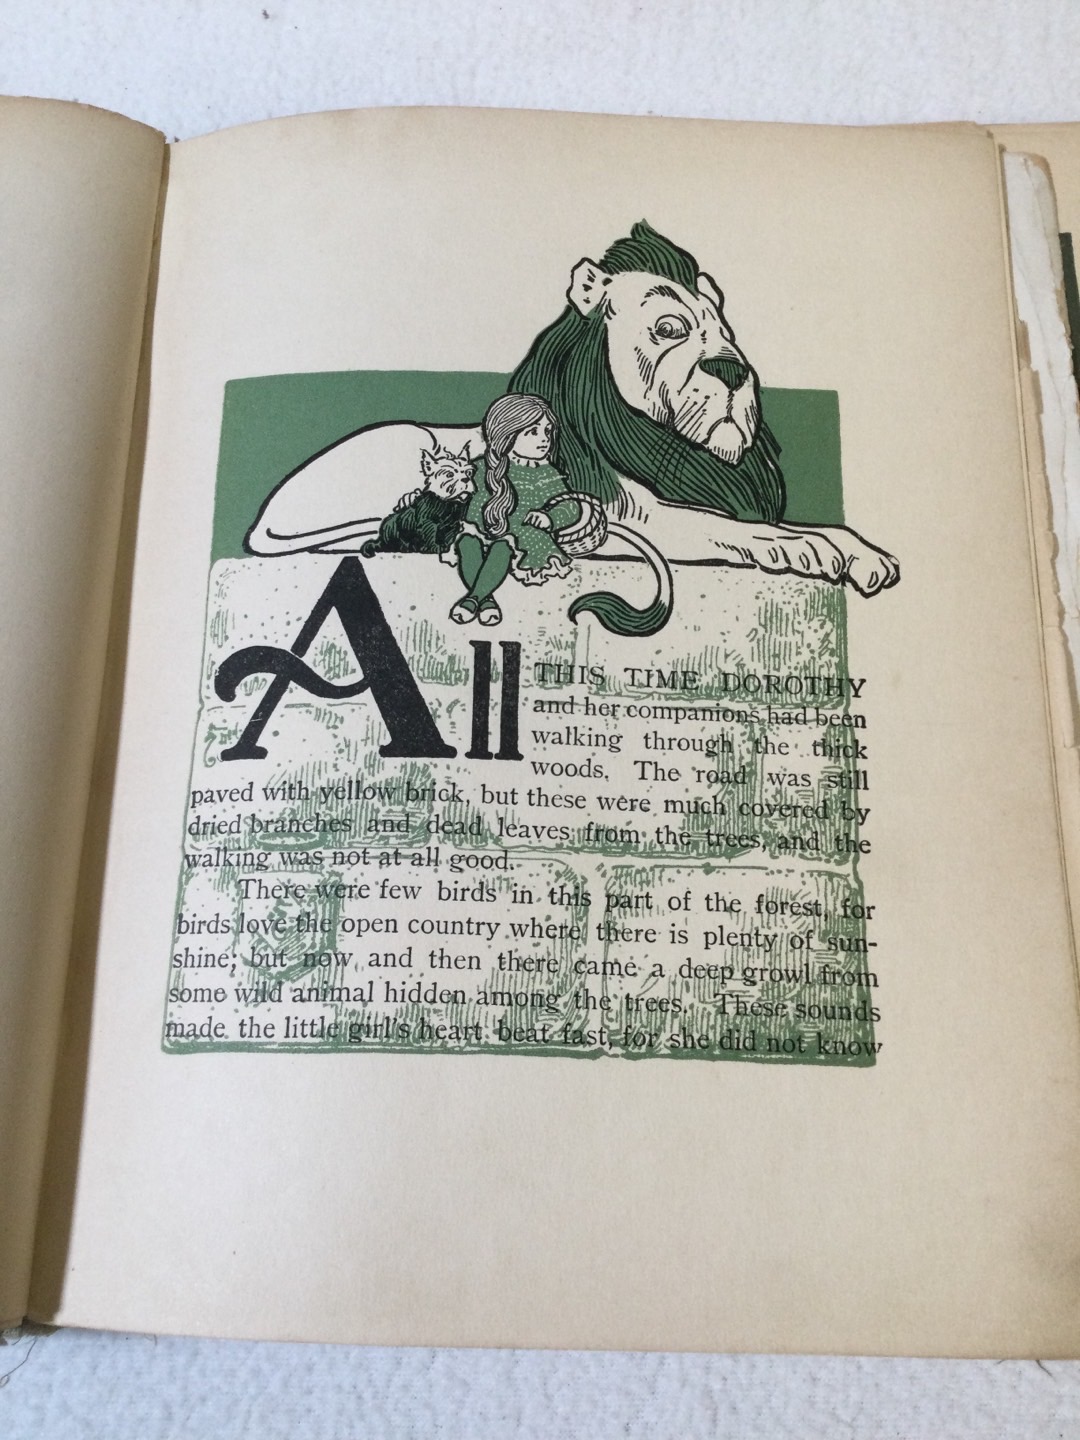 All THIS TIME DOROTHY
and her companions had been
walking through the thick
woods. The road was still
paved with yellow brick, but these were much covered by
dried branches and dead leaves from the trees, and the
walking was not at all good.
There were few birds in this part of the forest, for
birds love the open country where there is plenty of sun-
shine; but now and then there came a deep growl from
some wild animal hidden among the trees. These sounds
made the little girl's heart beat fast, for she did not know